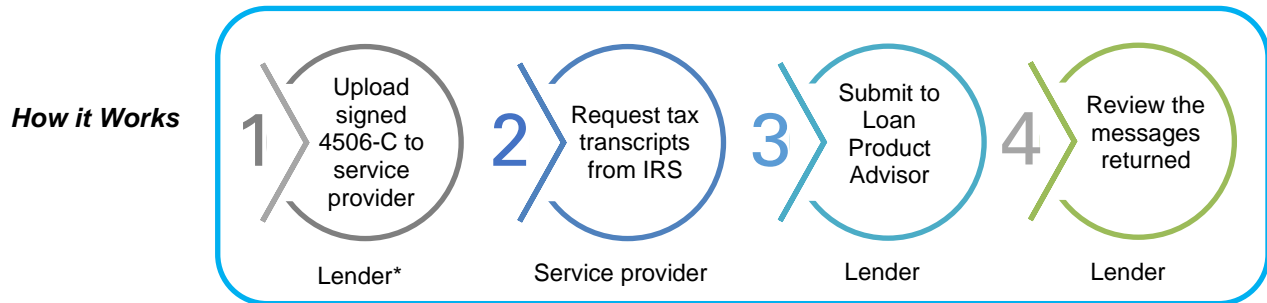 How it Works
1
Upload
signed
4506-C to
service
provider
Lender*
2
Request tax
transcripts
from IRS
Service provider
3
Submit to
Loan
Product
Advisor
Lender
4
Review the
messages
returned
Lender